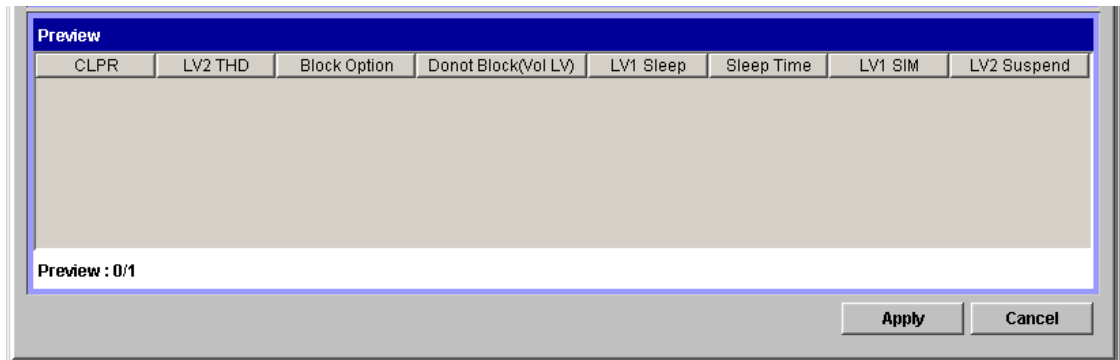 Preview
CLPR LV2 THD Block Option Donot Block(Vol LV) LV1 Sleep Sleep Time LV1 SIM LV2 Suspend
Preview : 0/1
Apply Cancel